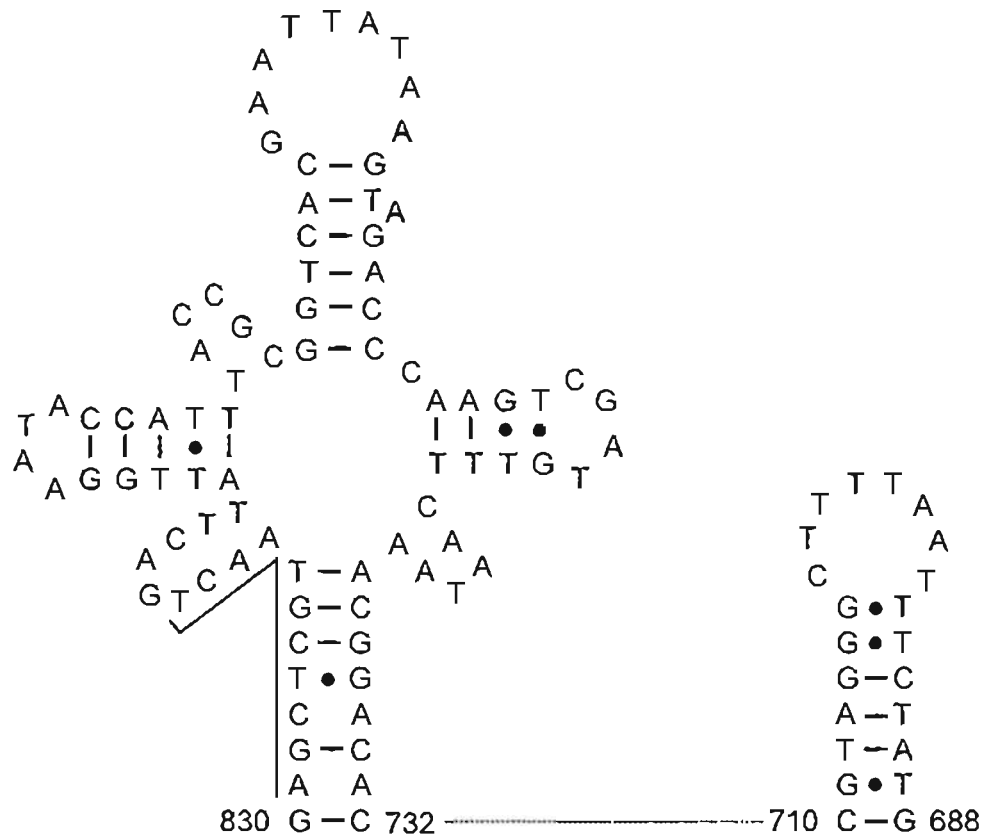 T T A
A T
A A
G A
C – G
A – T A
C – G
T – A
C C G – C
G
A C G – C
T C C G
T A C C A T T A A G T
A A G G T T T A T T T G T A
C T T C
A A A A A
G T C A A T
T – A
G – C
C – G
T • G
C A
G – C
A A
830 G – C 732
T T T T A
C T A
G • T
G • T
G – C
A – T
T – A
G • T
710 C – G 688